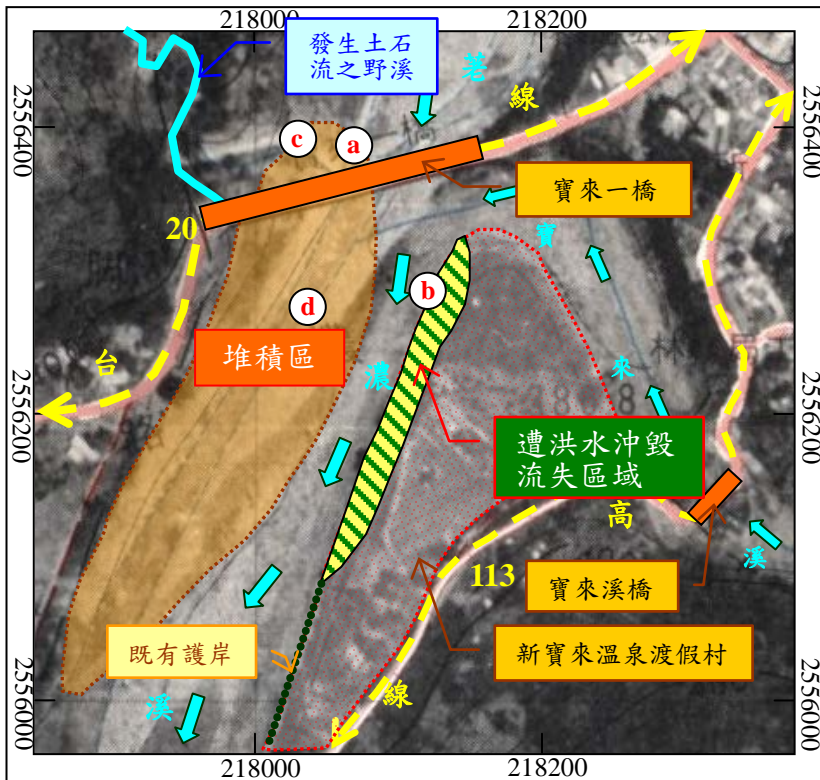 218000
218200
發生土石
流之野溪
荖
線
2556400
2556400
c
a
寶來一橋
20
寶
b
d
台
堆積區
濃
來
林
8
2556200
2556200
遭洪水沖毀
流失區域
高
溪
113
寶來溪橋
既有護岸
新寶來溫泉渡假村
溪
線
2556000
2556000
218000
218200